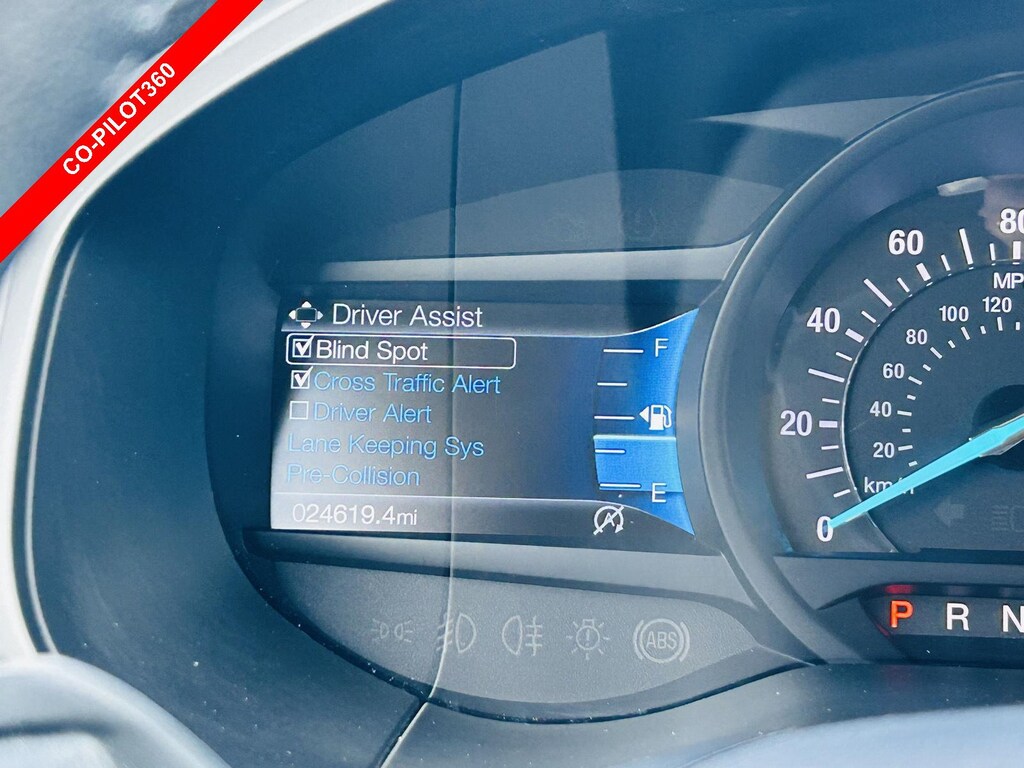 CO-PILOT360
Driver Assist
Blind Spot
Cross Traffic Alert
Driver Alert
Lane Keeping Sys
Pre-Collision
024619.4mi
F
E
ABS
0
20
40
60
80
MP
20
40
60
80
100
120
km/h
P R N